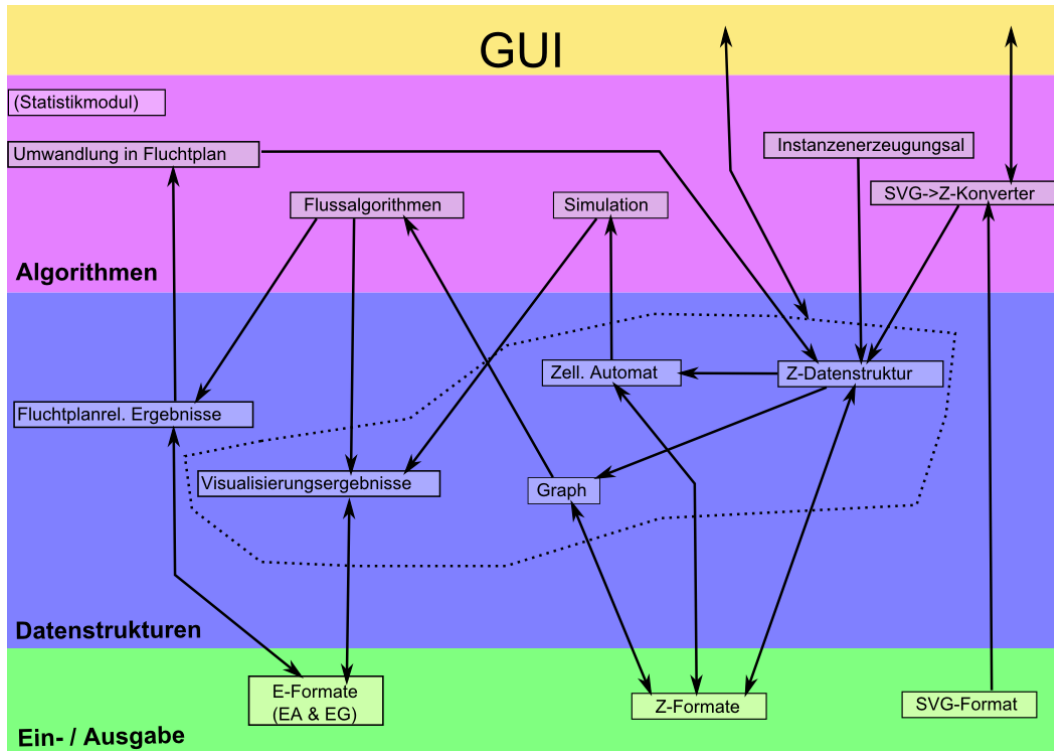 GUI
(Statistikmodul)
Umwandlung in Fluchtplan
Instanzenerzeugungsal
SVG->Z-Konverter
Flussalgorithmen
Simulation
Algorithmen
Zell. Automat
Z-Datenstruktur
Fluchtplanrel. Ergebnisse
Visualisierungsergebnisse
Graph
Datenstrukturen
E-Formate
(EA & EG)
Z-Formate
SVG-Format
Ein- / Ausgabe